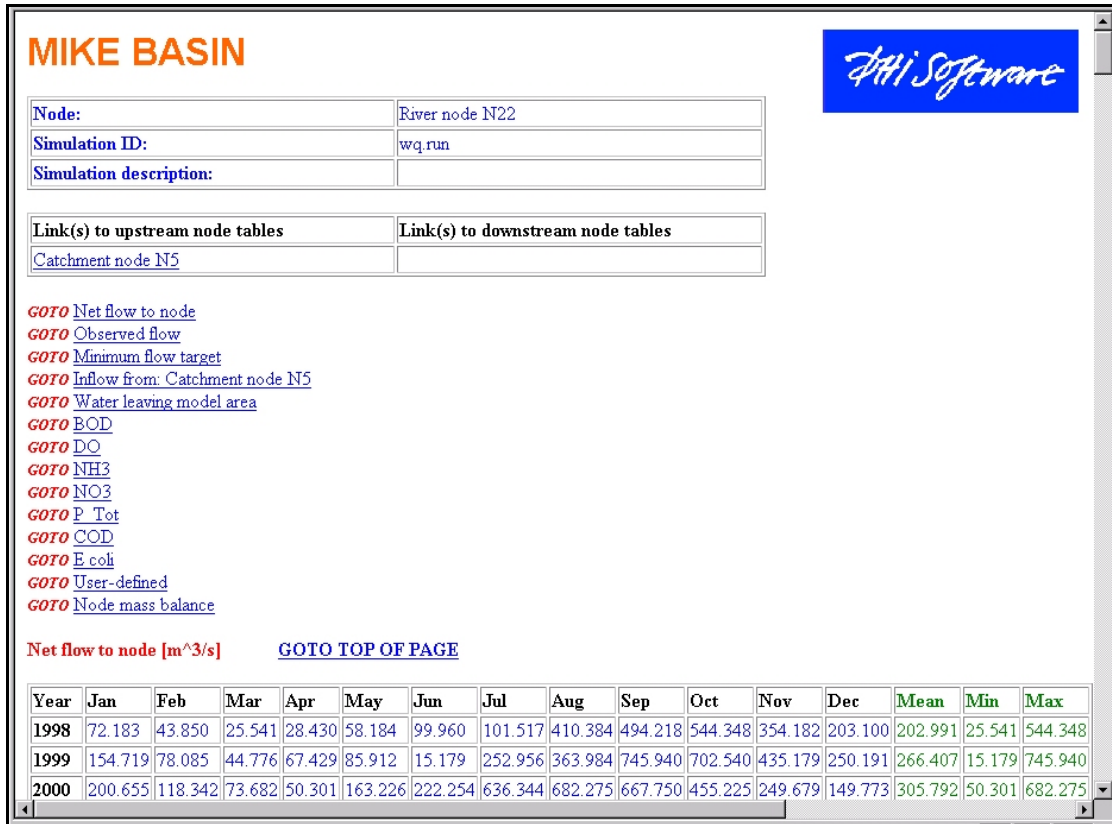 MIKE BASIN
DHI Software
Node: River node N22
Simulation ID: wq.run
Simulation description:
Link(s) to upstream node tables Link(s) to downstream node tables
Catchment node N5
GOTO Net flow to node
GOTO Observed flow
GOTO Minimum flow target
GOTO Inflow from: Catchment node N5
GOTO Water leaving model area
GOTO BOD
GOTO DO
GOTO NH3
GOTO NO3
GOTO P_Tot
GOTO COD
GOTO E coli
GOTO User-defined
GOTO Node mass balance
Net flow to node [m^3/s] GOTO TOP OF PAGE
Year Jan Feb Mar Apr May Jun Jul Aug Sep Oct Nov Dec Mean Min Max
1998 72.183 43.850 25.541 28.430 58.184 99.960 101.517 410.384 494.218 544.348 354.182 203.100 202.991 25.541 544.348
1999 154.719 78.085 44.776 67.429 85.912 15.179 252.956 363.984 745.940 702.540 435.179 250.191 266.407 15.179 745.940
2000 200.655 118.342 73.682 50.301 163.226 222.254 636.344 682.275 667.750 455.225 249.679 149.773 305.792 50.301 682.275